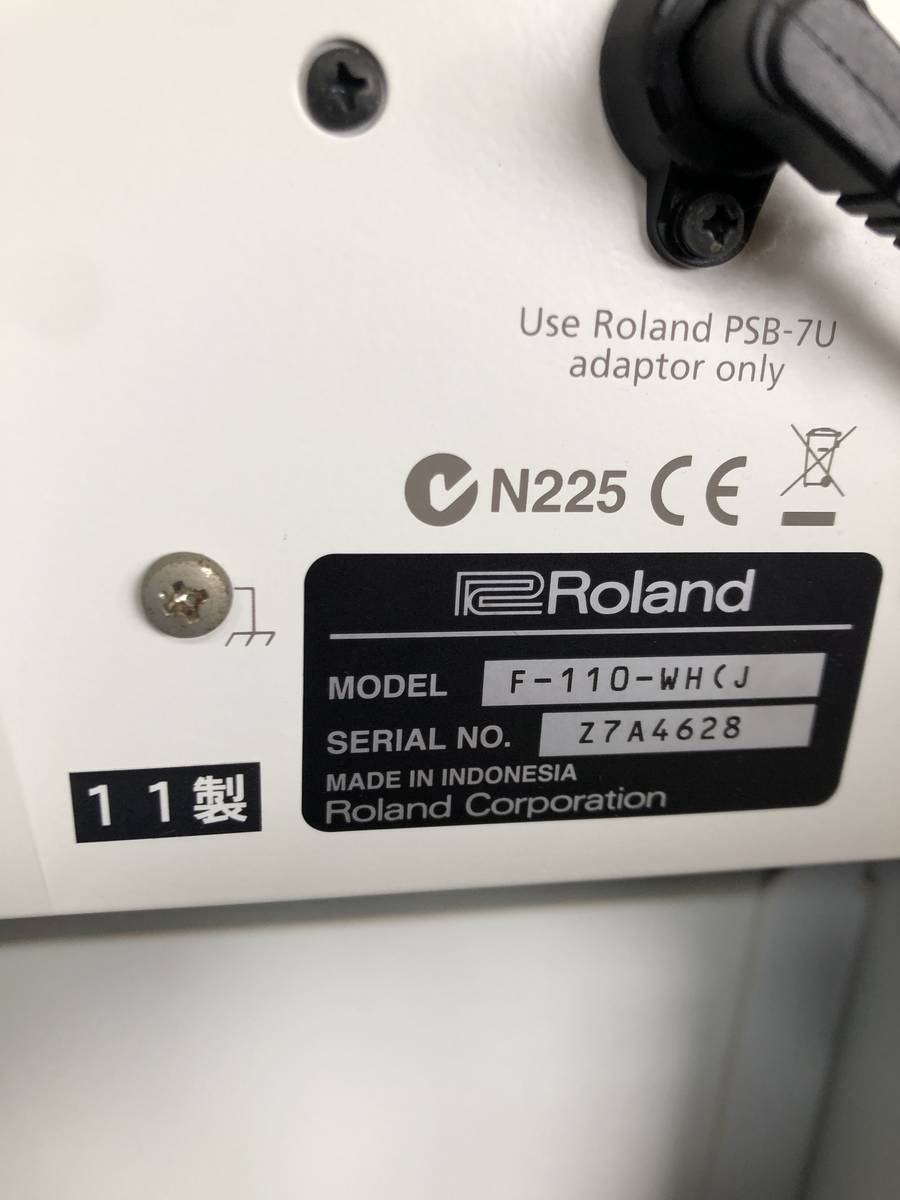 Use Roland PSB-7U
adaptor only
N225 CE
Roland
MODEL F-110-WH(J
SERIAL NO. Z7A4628
MADE IN INDONESIA
Roland Corporation
11製